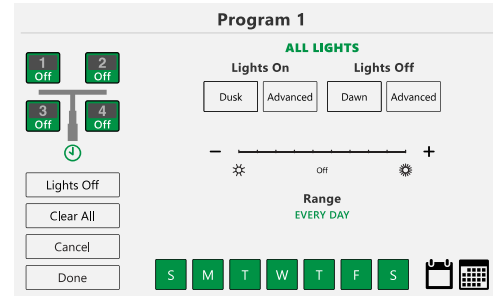 Program 1
1 Off
2 Off
3 Off
4 Off
Lights Off
Clear All
Cancel
Done
ALL LIGHTS
Lights On
Lights Off
Dusk
Advanced
Dawn
Advanced
− +
Off
Range
EVERY DAY
S M T W T F S